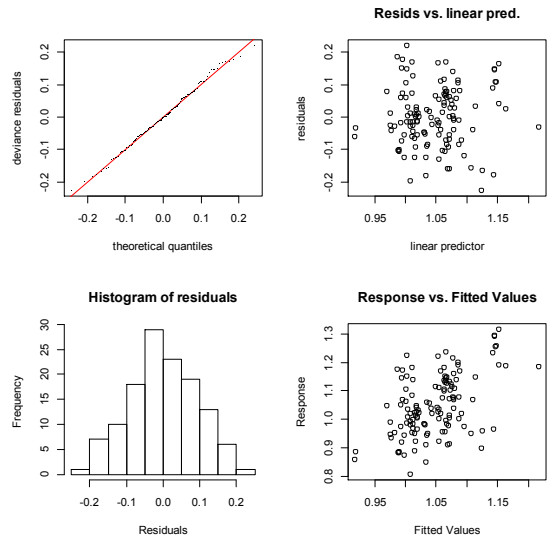 deviance residuals
0.2
0.1
0.0
-0.1
-0.2
-0.2 -0.1 0.0 0.1 0.2
theoretical quantiles
Resids vs. linear pred.
residuals
0.2
0.1
0.0
-0.1
-0.2
0.95 1.05 1.15
linear predictor
Histogram of residuals
Frequency
30
25
20
15
10
5
0
-0.2 -0.1 0.0 0.1 0.2
Residuals
Response vs. Fitted Values
Response
1.3
1.2
1.1
1.0
0.9
0.8
0.95 1.05 1.15
Fitted Values